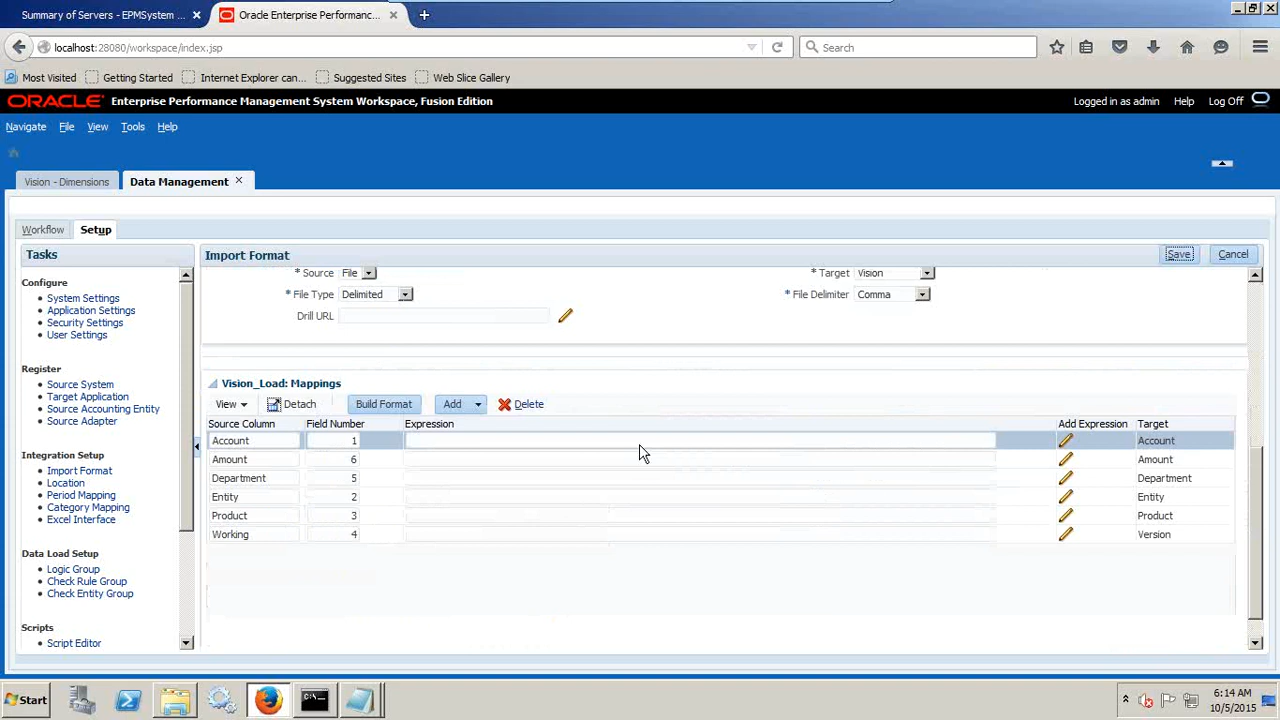 Summary of Servers - EPMSystem ... ×
Oracle Enterprise Performanc... ×
localhost:28080/workspace/index.jsp
Search
Most Visited Getting Started Internet Explorer can... Suggested Sites Web Slice Gallery
ORACLE Enterprise Performance Management System Workspace, Fusion Edition Logged in as admin Help Log Off
Navigate File View Tools Help
Vision - Dimensions Data Management ×
Workflow Setup
Tasks
Configure
System Settings
Application Settings
Security Settings
User Settings
Register
Source System
Target Application
Source Accounting Entity
Source Adapter
Integration Setup
Import Format
Location
Period Mapping
Category Mapping
Excel Interface
Data Load Setup
Logic Group
Check Rule Group
Check Entity Group
Scripts
Script Editor
Import Format Save Cancel
* Source File * Target Vision
* File Type Delimited * File Delimiter Comma
Drill URL
Vision_Load: Mappings
View Detach Build Format Add Delete
Source Column Field Number Expression Add Expression Target
Account 1 Account
Amount 6 Amount
Department 5 Department
Entity 2 Entity
Product 3 Product
Working 4 Version
Start
6:14 AM
10/5/2015